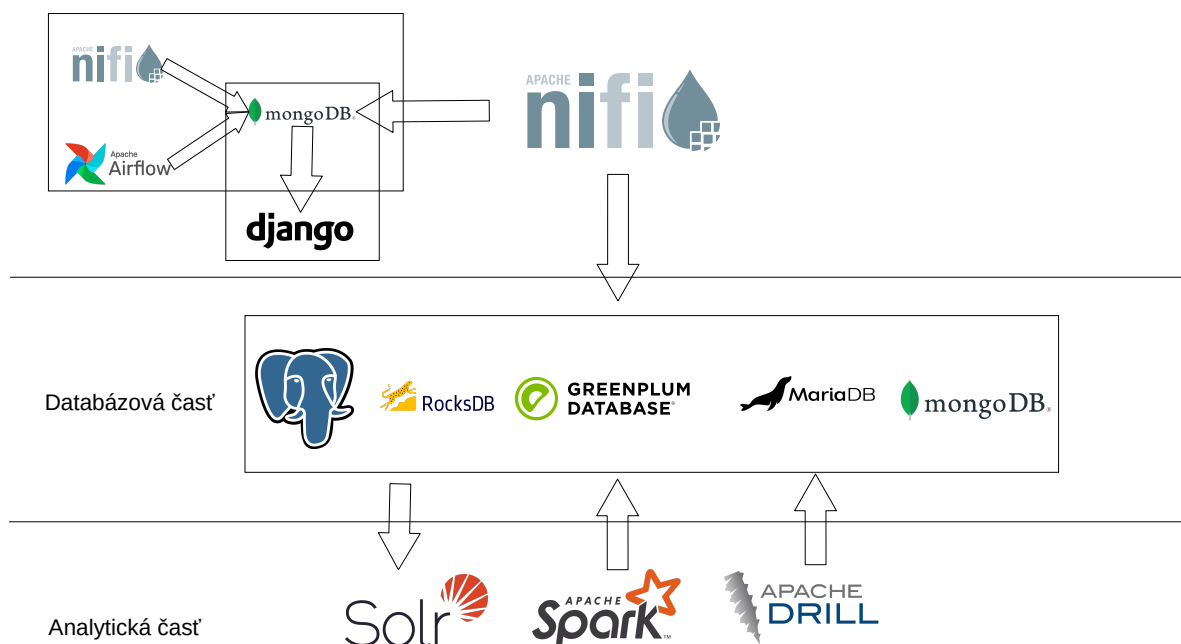 APACHE
nifi
mongoDB®
Apache
Airflow
django
APACHE
nifi
Databázová časť
RocksDB
GREENPLUM
DATABASE®
MariaDB
mongoDB®
Analytická časť
Solr
APACHE
Spark™
APACHE
DRILL